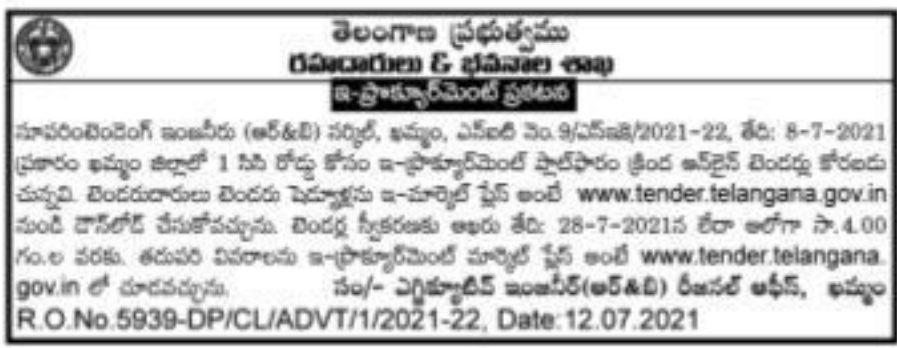 తెలంగాణ ప్రభుత్వము
రహదారులు & భవనాల శాఖ
ఇ-ప్రొక్యూర్‌మెంట్ ప్రకటన
సూపరింటెండెంగ్ ఇంజనీరు (ఆర్&బి) సర్కిల్, ఖమ్మం, ఎన్ఐటి నెం.9/ఎస్ఇకె/2021-22, తేది: 8-7-2021
ప్రకారం ఖమ్మం జిల్లాలో 1 సిసి రోడ్డు కోసం ఇ-ప్రొక్యూర్‌మెంట్ ప్లాట్‌ఫారం క్రింద ఆన్‌లైన్ టెండర్లు కోరబడు
చున్నవి. టెండరుదారులు టెండరు షెడ్యూళ్లను ఇ-మార్కెట్ ప్లేస్ అంటే www.tender.telangana.gov.in
నుండి డౌన్‌లోడ్ చేసుకోవచ్చును. టెండర్ల స్వీకరణకు ఆఖరు తేది: 28-7-2021న లేదా ఆలోగా సా.4.00
గం.ల వరకు. తదుపరి వివరాలను ఇ-ప్రొక్యూర్‌మెంట్ మార్కెట్ ప్లేస్ అంటే www.tender.telangana.
gov.in లో చూడవచ్చును. సం/- ఎగ్జిక్యూటివ్ ఇంజనీర్(ఆర్&బి) రీజనల్ ఆఫీస్, ఖమ్మం
R.O.No.5939-DP/CL/ADVT/1/2021-22, Date:12.07.2021